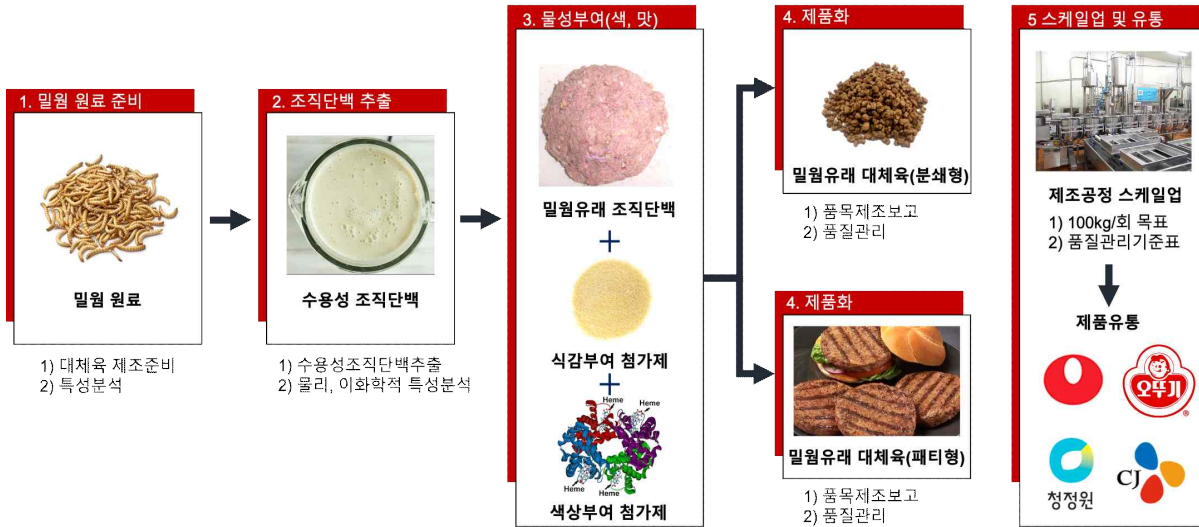 1. 밀웜 원료 준비
밀웜 원료
1) 대체육 제조준비
2) 특성분석
2. 조직단백 추출
수용성 조직단백
1) 수용성조직단백추출
2) 물리, 이화학적 특성분석
3. 물성부여(색, 맛)
밀웜유래 조직단백
+
식감부여 첨가제
+
Heme
Heme
Heme
Heme
색상부여 첨가제
4. 제품화
밀웜유래 대체육(분쇄형)
1) 품목제조보고
2) 품질관리
4. 제품화
밀웜유래 대체육(패티형)
1) 품목제조보고
2) 품질관리
5 스케일업 및 유통
제조공정 스케일업
1) 100kg/회 목표
2) 품질관리기준표
제품유통
오뚜기
®
청정원
CJ